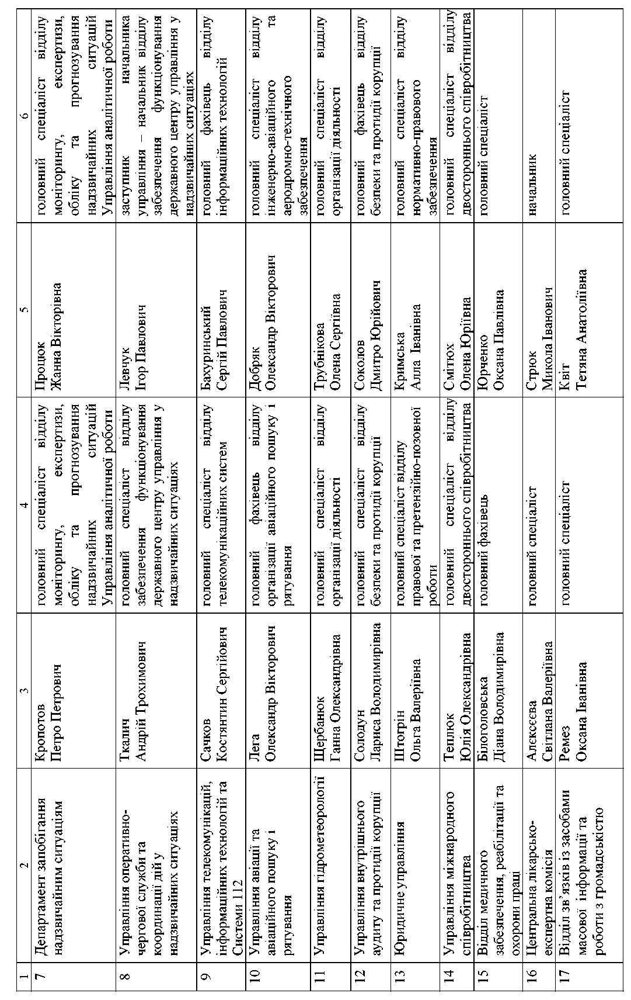 1 2 3 4 5 6
7
Департамент запобігання
надзвичайним ситуаціям
Кропотов
Петро Петрович
головний спеціаліст відділу
моніторингу, експертизи,
обліку та прогнозування
надзвичайних ситуацій
Управління аналітичної роботи
Процюк
Жанна Вікторівна
головний спеціаліст відділу
моніторингу, експертизи,
обліку та прогнозування
надзвичайних ситуацій
Управління аналітичної роботи
8
Управління оперативно-
чергової служби та
координації дій у
надзвичайних ситуаціях
Ткалич
Андрій Трохимович
головний спеціаліст відділу
забезпечення функціонування
державного центру управління у
надзвичайних ситуаціях
Левчук
Ігор Павлович
заступник начальника
управління – начальник відділу
забезпечення функціонування
державного центру управління у
надзвичайних ситуаціях
9
Управління телекомунікацій,
інформаційних технологій та
Системи 112
Сачков
Костянтин Сергійович
головний спеціаліст відділу
телекомунікаційних систем
Бахуринський
Сергій Павлович
головний фахівець відділу
інформаційних технологій
10
Управління авіації та
авіаційного пошуку і
рятування
Лега
Олександр Вікторович
головний фахівець відділу
організації авіаційного пошуку і
рятування
Добряк
Олександр Вікторович
головний спеціаліст відділу
інженерно-авіаційного та
аеродромно-технічного
забезпечення
11
Управління гідрометеорології
Щербанюк
Ганна Олександрівна
головний спеціаліст відділу
організації діяльності
Трубнікова
Олена Сергіївна
головний спеціаліст відділу
організації діяльності
12
Управління внутрішнього
аудиту та протидії корупції
Солодун
Лариса Володимирівна
головний спеціаліст відділу
безпеки та протидії корупції
Соколов
Дмитро Юрійович
головний фахівець відділу
безпеки та протидії корупції
13
Юридичне управління
Штогрін
Ольга Валеріївна
головний спеціаліст відділу
правової та претензійно-позовної
роботи
Кримська
Алла Іванівна
головний спеціаліст відділу
нормативно-правового
забезпечення
14
Управління міжнародного
співробітництва
Теплюк
Юлія Олександрівна
головний спеціаліст відділу
двостороннього співробітництва
Смітюх
Олена Юріївна
головний спеціаліст відділу
двостороннього співробітництва
15
Відділ медичного
забезпечення, реабілітації та
охорони праці
Білоголовська
Діана Володимирівна
головний фахівець
Юрченко
Оксана Павлівна
головний спеціаліст
16
Центральна лікарсько-
експертна комісія
Алєксєєва
Світлана Валеріївна
головний спеціаліст
Стрюк
Микола Іванович
начальник
17
Відділ зв’язків із засобами
масової інформації та
роботи з громадськістю
Ремез
Оксана Іванівна
головний спеціаліст
Квіт
Тетяна Анатоліївна
головний спеціаліст